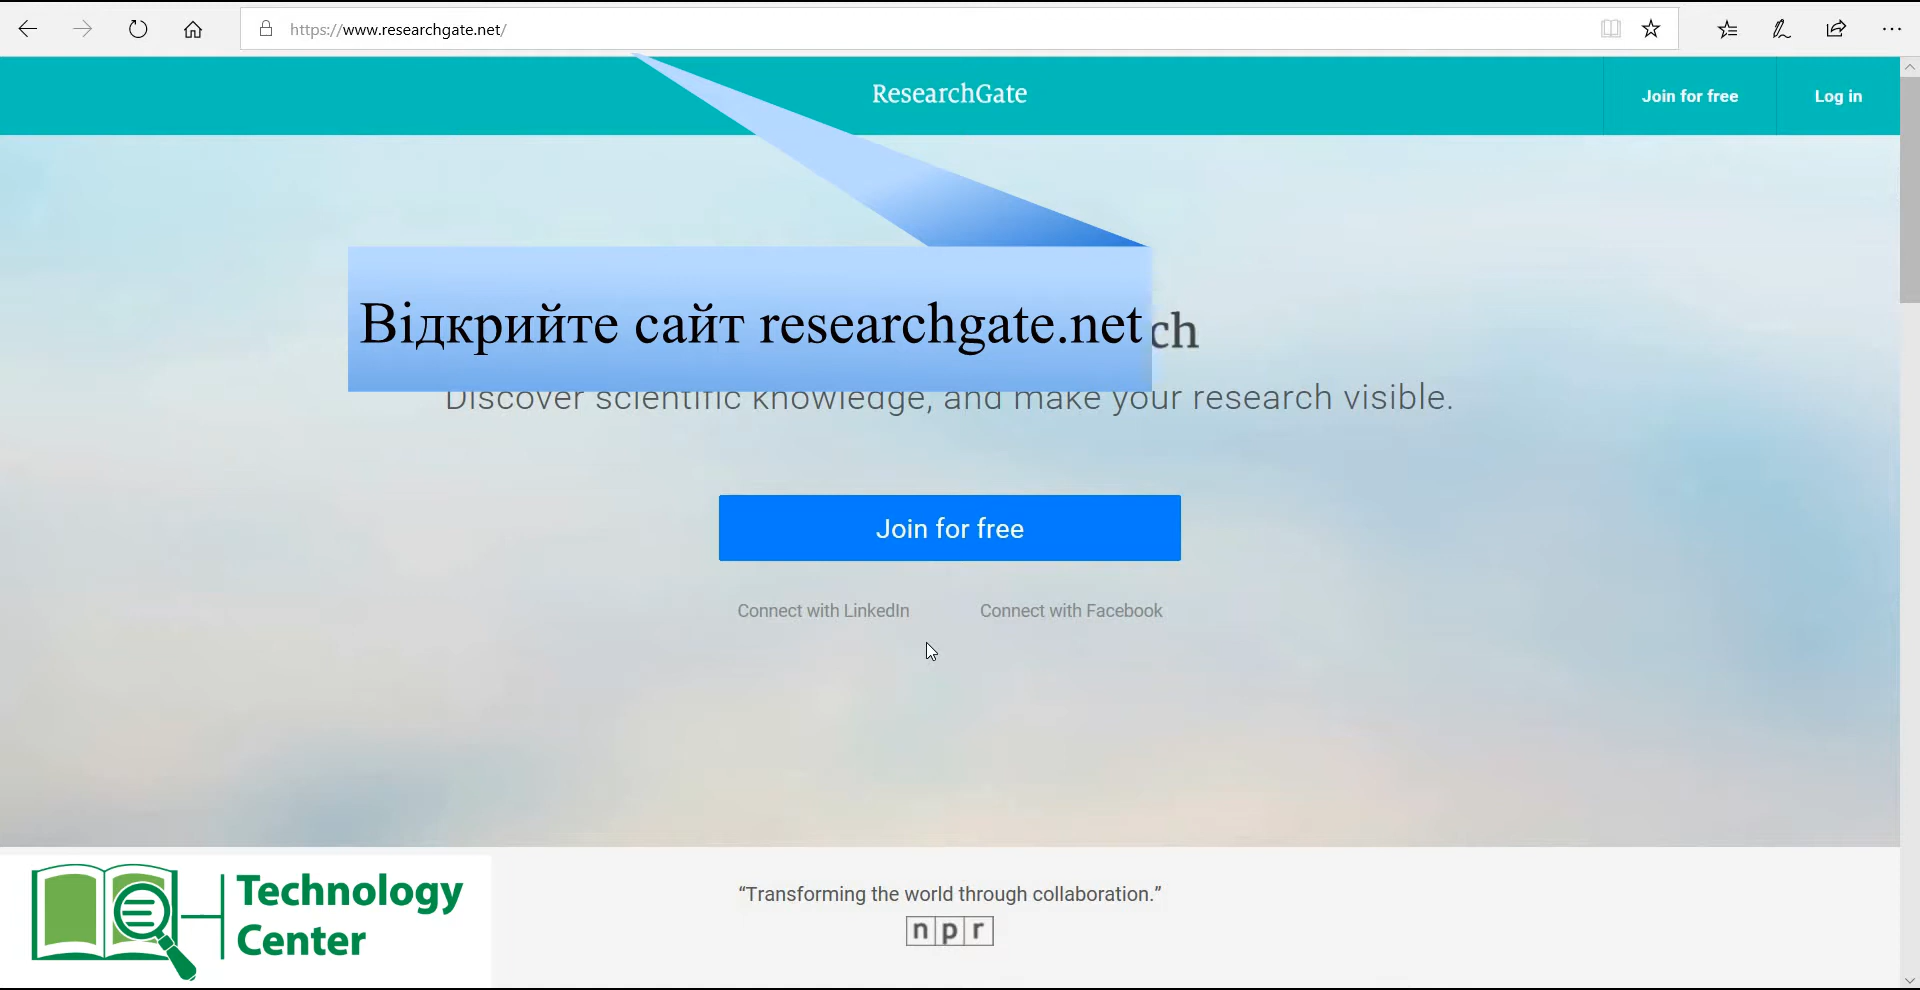 https://www.researchgate.net/
ResearchGate
Join for free
Log in
Відкрийте сайт researchgate.net
Discover scientific knowledge, and make your research visible.
Join for free
Connect with LinkedIn
Connect with Facebook
Technology
Center
“Transforming the world through collaboration.”
npr